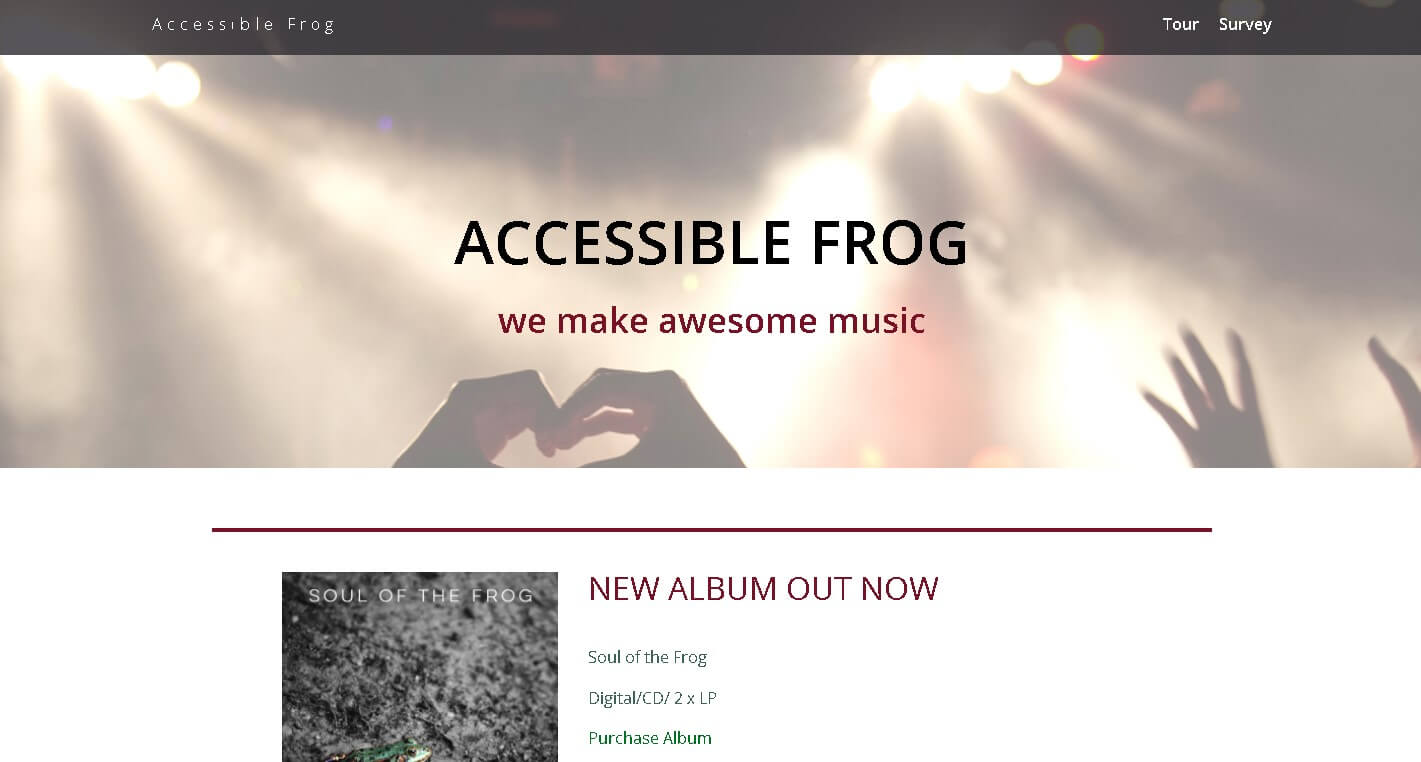 Accessible Frog
Tour Survey
ACCESSIBLE FROG
we make awesome music
SOUL OF THE FROG
NEW ALBUM OUT NOW
Soul of the Frog
Digital/CD/ 2 x LP
Purchase Album